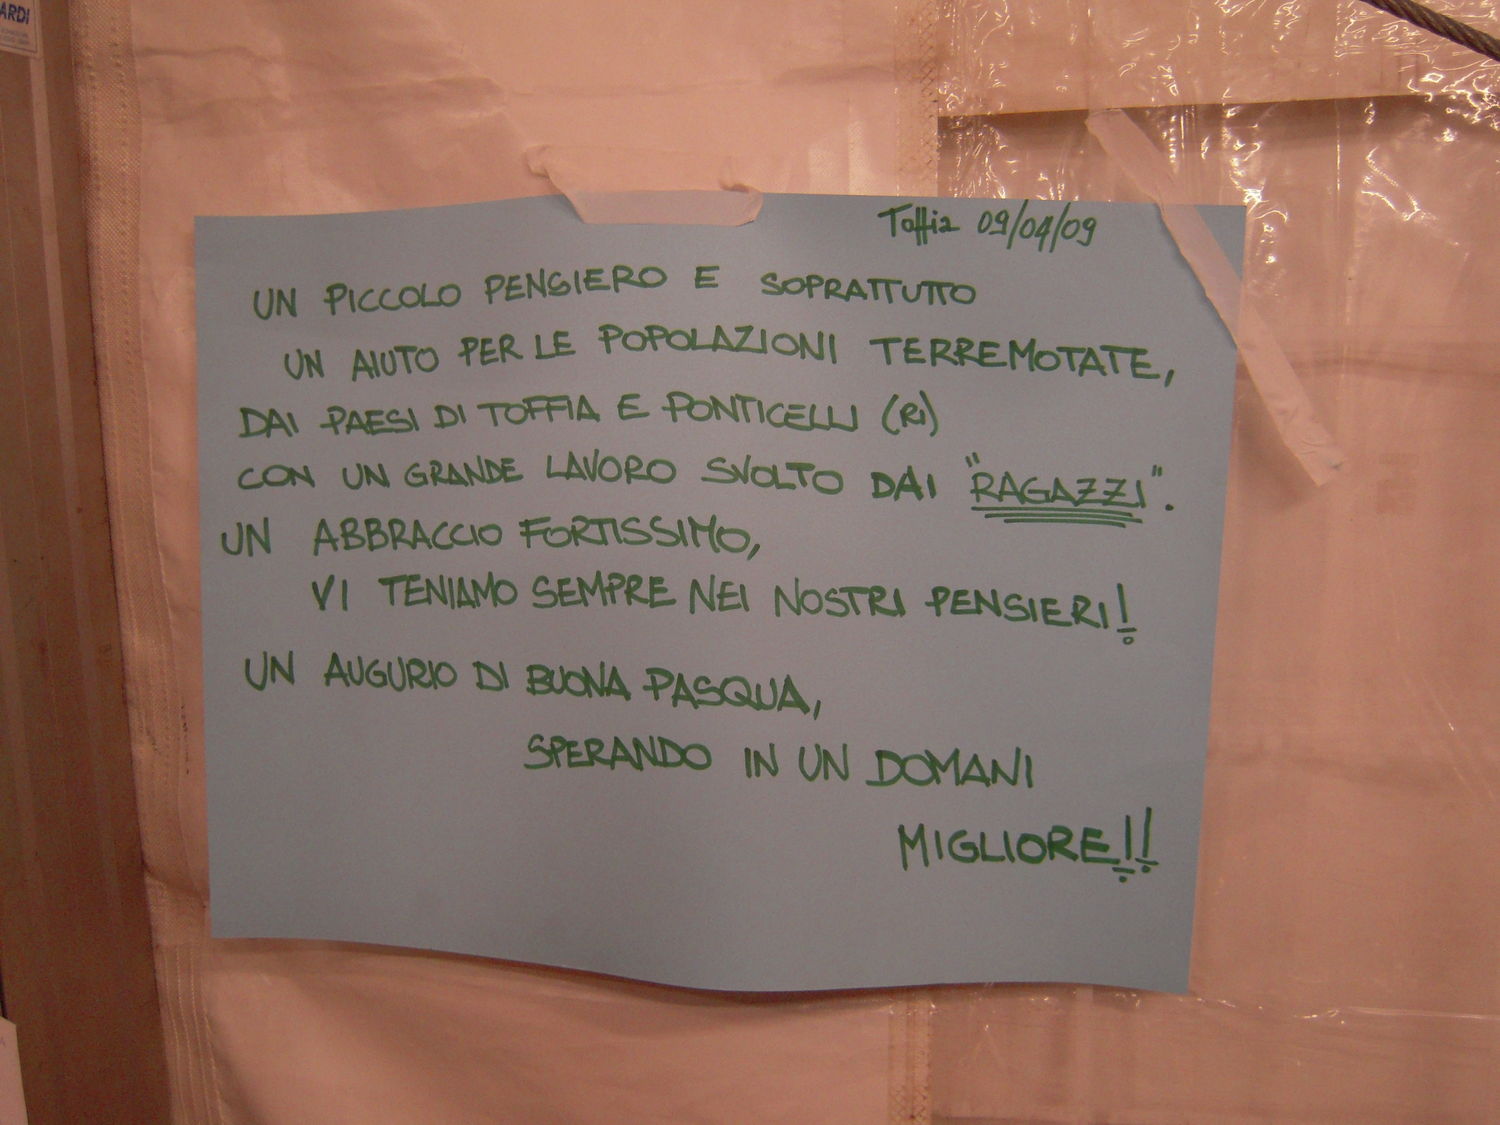 ARDI
Toffia 09/04/09
UN PICCOLO PENSIERO E SOPRATTUTTO
UN AIUTO PER LE POPOLAZIONI TERREMOTATE,
DAI PAESI DI TOFFIA E PONTICELLI (RI)
CON UN GRANDE LAVORO SVOLTO DAI "RAGAZZI".
UN ABBRACCIO FORTISSIMO,
VI TENIAMO SEMPRE NEI NOSTRI PENSIERI!
UN AUGURIO DI BUONA PASQUA,
SPERANDO IN UN DOMANI
MIGLIORE!!